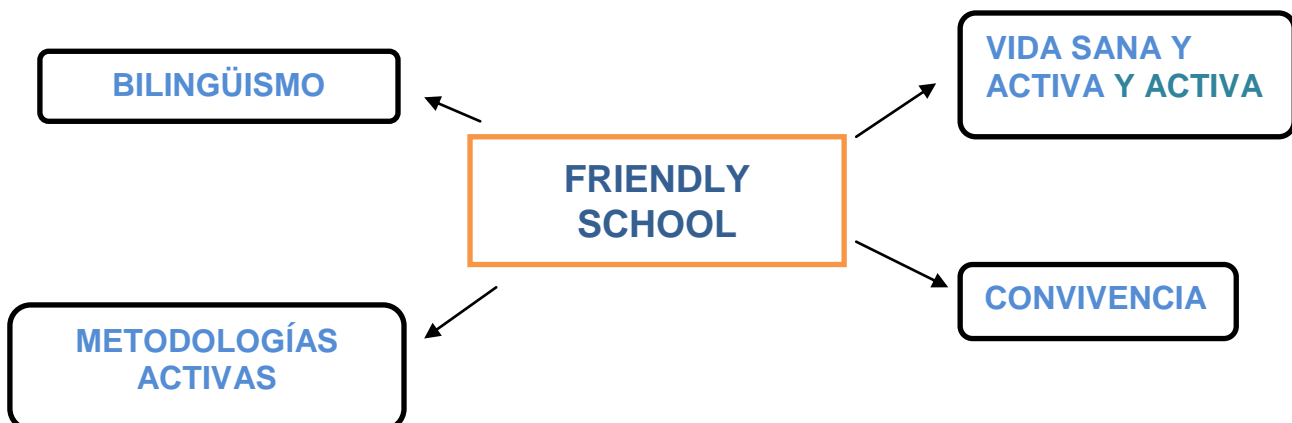 BILINGÜISMO
VIDA SANA Y
ACTIVA Y ACTIVA
FRIENDLY
SCHOOL
CONVIVENCIA
METODOLOGÍAS
ACTIVAS